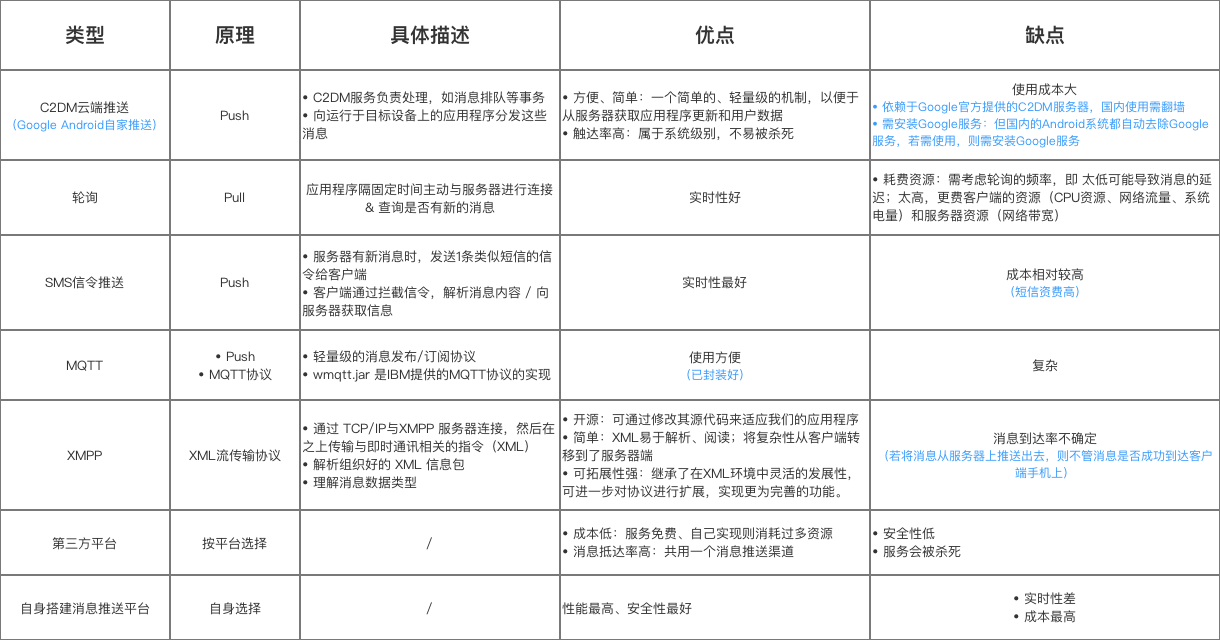 类型
原理
具体描述
优点
缺点
C2DM云端推送
（Google Android自家推送）
Push
• C2DM服务负责处理，如消息排队等事务
• 向运行于目标设备上的应用程序分发这些
消息
• 方便、简单：一个简单的、轻量级的机制，以便于
从服务器获取应用程序更新和用户数据
• 触达率高：属于系统级别，不易被杀死
使用成本大
• 依赖于Google官方提供的C2DM服务器，国内使用需翻墙
• 需安装Google服务：但国内的Android系统都自动去除Google
服务，若需使用，则需安装Google服务
轮询
Pull
应用程序隔固定时间主动与服务器进行连接
& 查询是否有新的消息
实时性好
• 耗费资源：需考虑轮询的频率，即 太低可能导致消息的延
迟；太高，更费客户端的资源（CPU资源、网络流量、系统
电量）和服务器资源（网络带宽）
SMS信令推送
Push
• 服务器有新消息时，发送1条类似短信的信
令给客户端
• 客户端通过拦截信令，解析消息内容 / 向
服务器获取信息
实时性最好
成本相对较高
（短信资费高）
MQTT
• Push
• MQTT协议
• 轻量级的消息发布/订阅协议
• wmqtt.jar 是IBM提供的MQTT协议的实现
使用方便
（已封装好）
复杂
XMPP
XML流传输协议
• 通过 TCP/IP与XMPP 服务器连接，然后在
之上传输与即时通讯相关的指令（XML）
• 解析组织好的 XML 信息包
• 理解消息数据类型
• 开源：可通过修改其源代码来适应我们的应用程序
• 简单：XML易于解析、阅读；将复杂性从客户端转
移到了服务器端
• 可拓展性强：继承了在XML环境中灵活的发展性，
可进一步对协议进行扩展，实现更为完善的功能。
消息到达率不确定
（若将消息从服务器上推送出去，则不管消息是否成功到达客户
端手机上）
第三方平台
按平台选择
/
• 成本低：服务免费、自己实现则消耗过多资源
• 消息抵达率高：共用一个消息推送渠道
• 安全性低
• 服务会被杀死
自身搭建消息推送平台
自身选择
/
性能最高、安全性最好
• 实时性差
• 成本最高